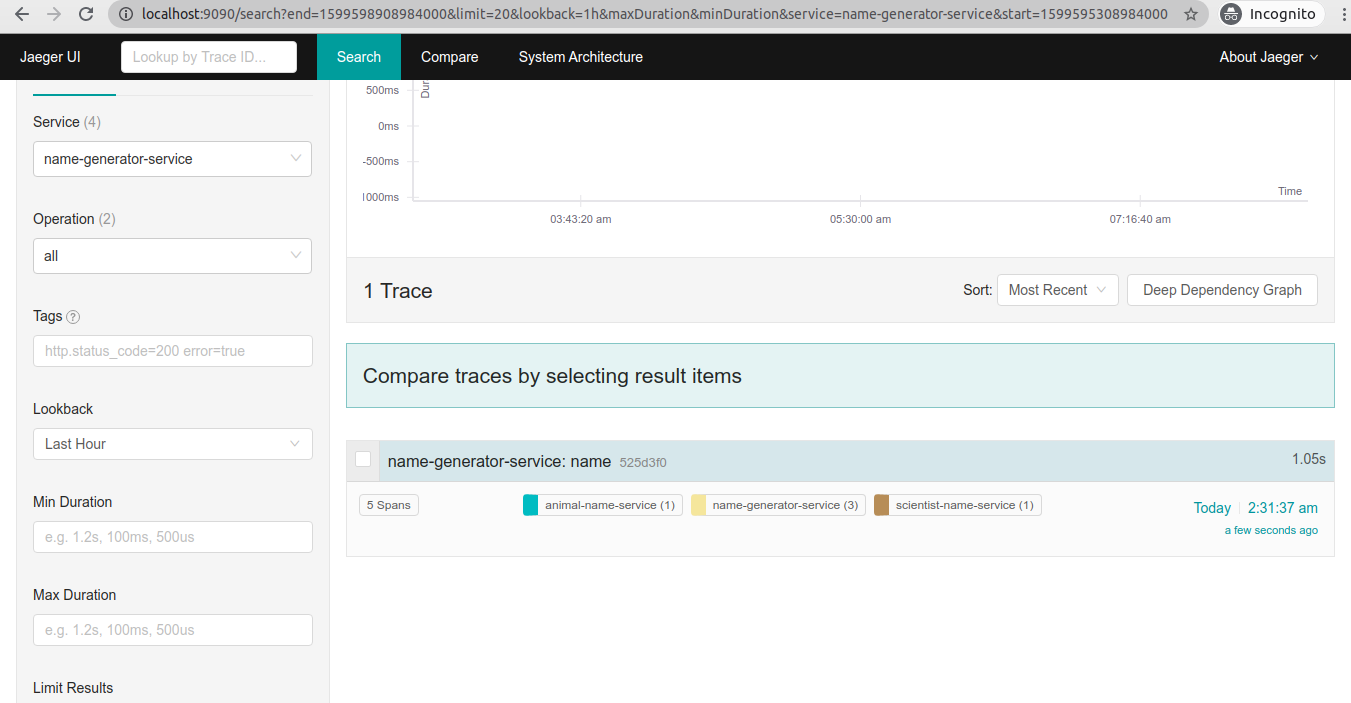 localhost:9090/search?end=1599598908984000&limit=20&lookback=1h&maxDuration&minDuration&service=name-generator-service&start=1599595308984000
Incognito
Jaeger UI
Lookup by Trace ID...
Search
Compare
System Architecture
About Jaeger
Service (4)
name-generator-service
Operation (2)
all
Tags
http.status_code=200 error=true
Lookback
Last Hour
Min Duration
e.g. 1.2s, 100ms, 500us
Max Duration
e.g. 1.2s, 100ms, 500us
Limit Results
Dur
500ms
0ms
-500ms
1000ms
Time
03:43:20 am
05:30:00 am
07:16:40 am
1 Trace
Sort:
Most Recent
Deep Dependency Graph
Compare traces by selecting result items
name-generator-service: name 525d3f0
1.05s
5 Spans
animal-name-service (1)
name-generator-service (3)
scientist-name-service (1)
Today
2:31:37 am
a few seconds ago